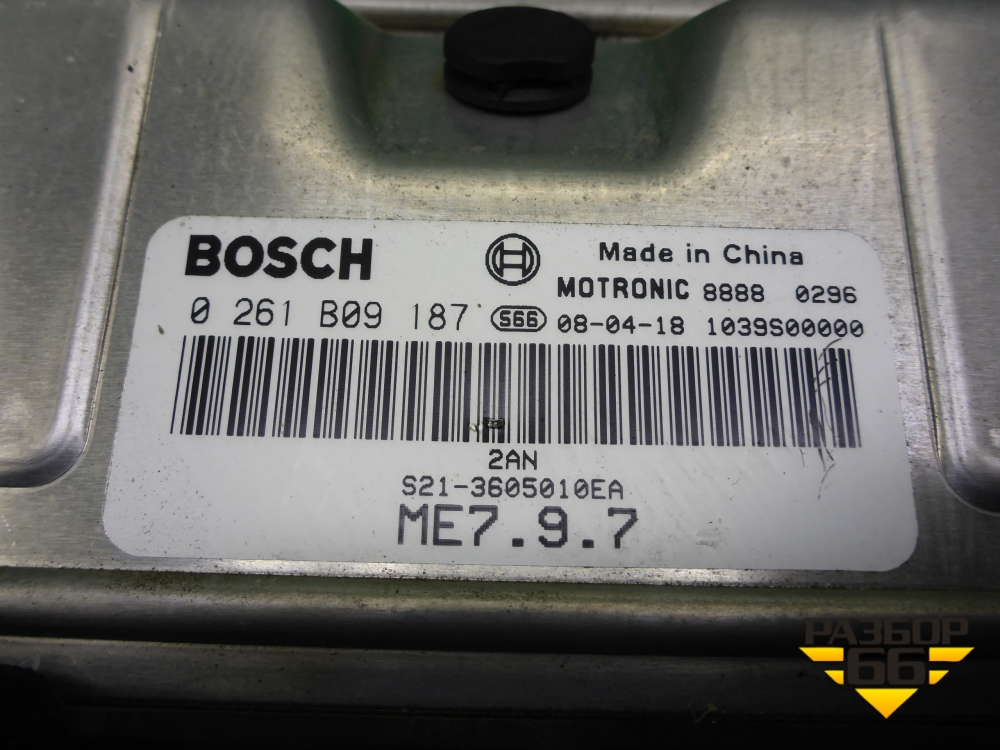 BOSCH
Made in China
MOTRONIC 8888 0296
0 261 B09 187 S66 08-04-18 1039S00000
2AN
S21-3605010EA
ME7.9.7
РАЗБОР
66